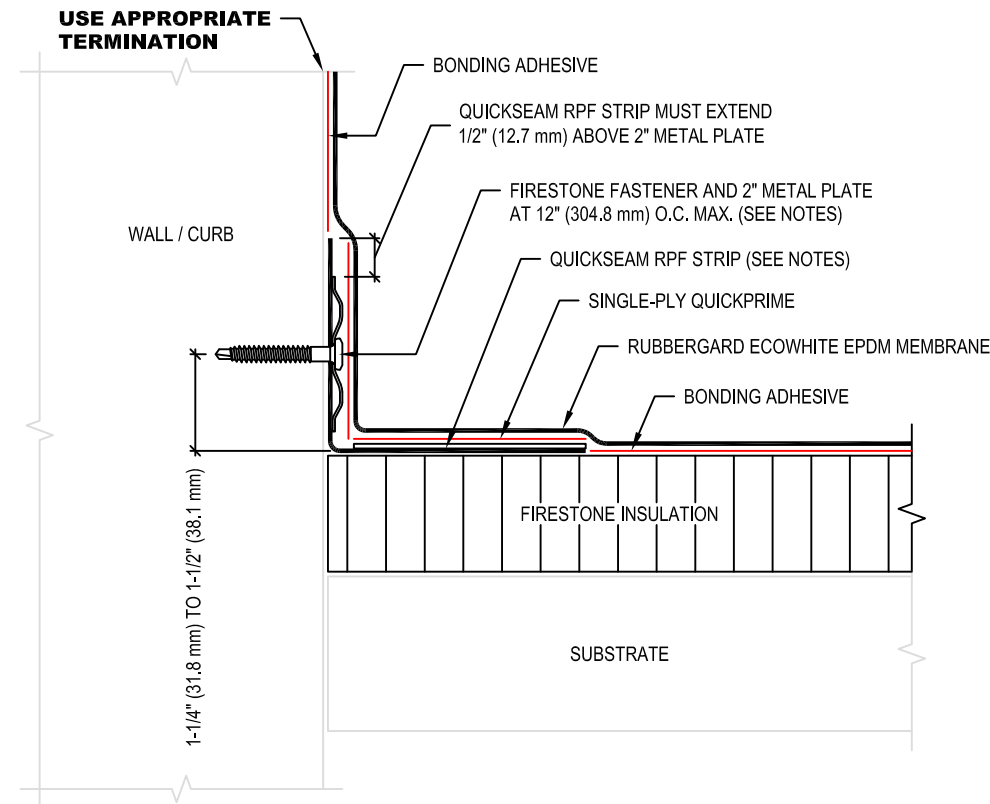 USE APPROPRIATE
TERMINATION
BONDING ADHESIVE
QUICKSEAM RPF STRIP MUST EXTEND
1/2" (12.7 mm) ABOVE 2" METAL PLATE
FIRESTONE FASTENER AND 2" METAL PLATE
AT 12" (304.8 mm) O.C. MAX. (SEE NOTES)
WALL / CURB
QUICKSEAM RPF STRIP (SEE NOTES)
SINGLE-PLY QUICKPRIME
RUBBERGARD ECOWHITE EPDM MEMBRANE
BONDING ADHESIVE
1-1/4" (31.8 mm) TO 1-1/2" (38.1 mm)
FIRESTONE INSULATION
SUBSTRATE